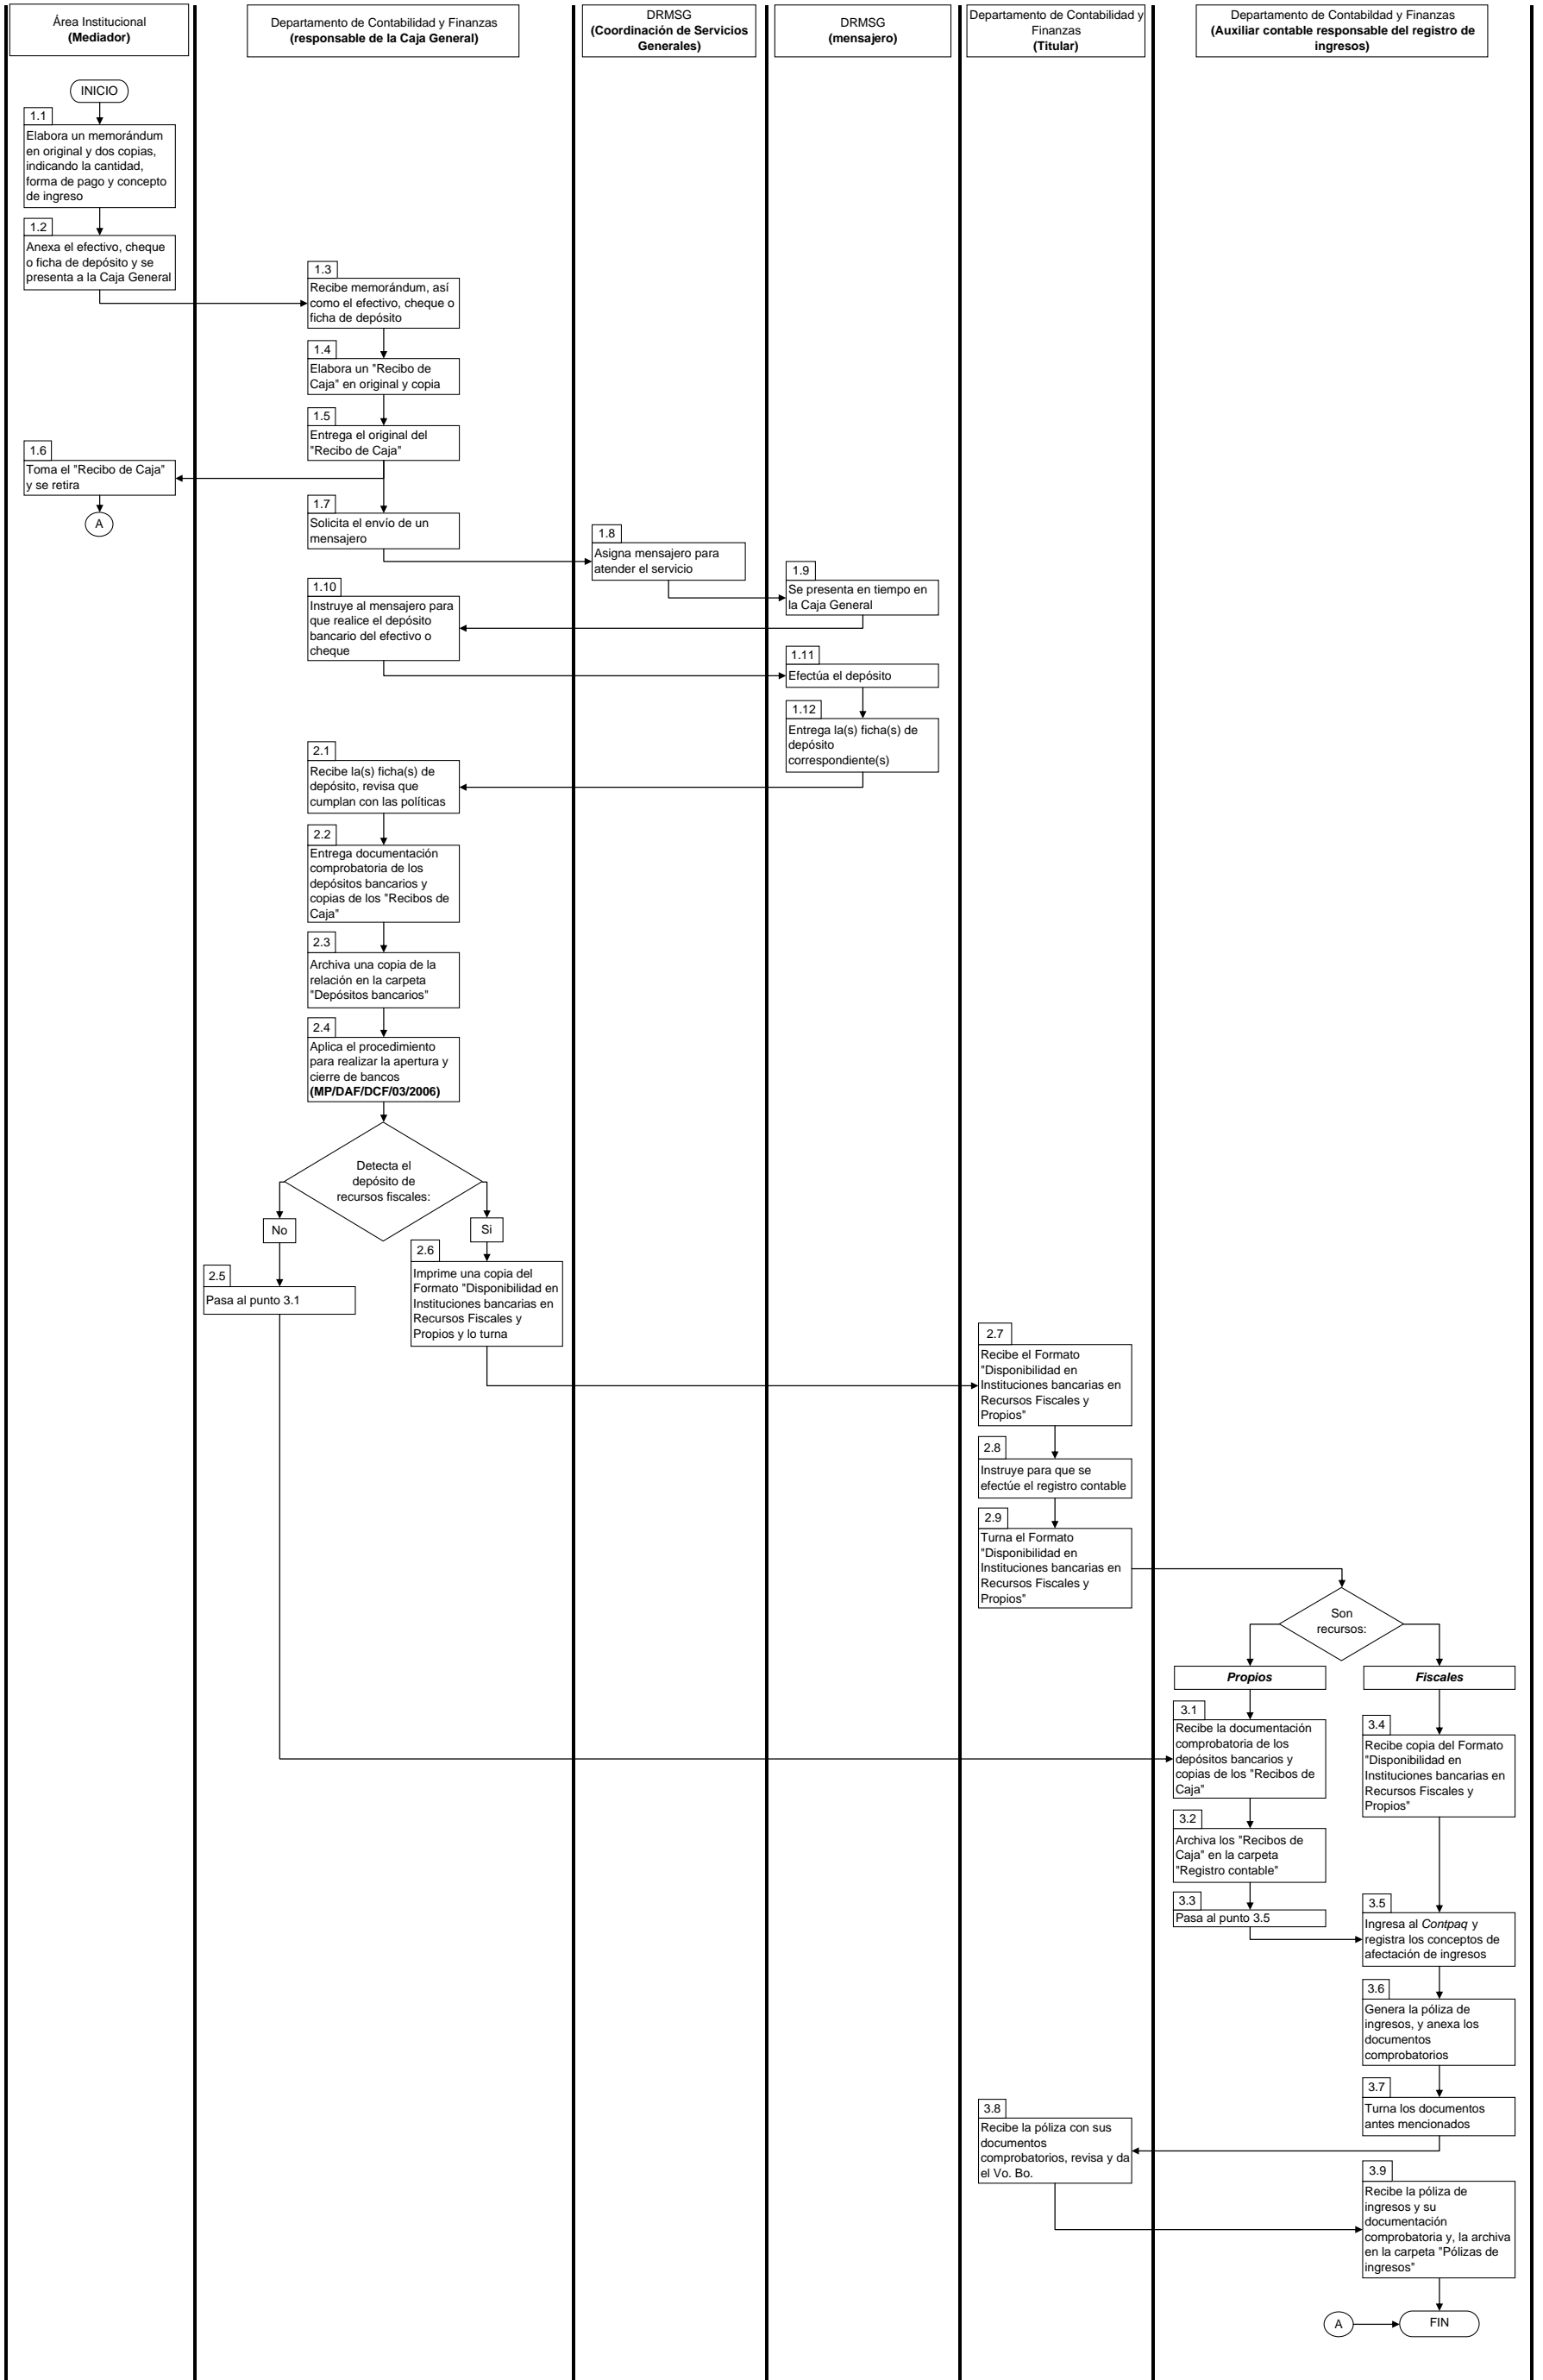 Área Institucional
(Mediador)
Departamento de Contabilidad y Finanzas
(responsable de la Caja General)
DRMSG
(Coordinación de Servicios
Generales)
DRMSG
(mensajero)
Departamento de Contabilidad y
Finanzas
(Titular)
Departamento de Contabildad y Finanzas
(Auxiliar contable responsable del registro de
ingresos)
INICIO
1.1
Elabora un memorándum
en original y dos copias,
indicando la cantidad,
forma de pago y concepto
de ingreso
1.2
Anexa el efectivo, cheque
o ficha de depósito y se
presenta a la Caja General
1.3
Recibe memorándum, así
como el efectivo, cheque o
ficha de depósito
1.4
Elabora un "Recibo de
Caja" en original y copia
1.5
Entrega el original del
"Recibo de Caja"
1.6
Toma el "Recibo de Caja"
y se retira
A
1.7
Solicita el envío de un
mensajero
1.8
Asigna mensajero para
atender el servicio
1.9
Se presenta en tiempo en
la Caja General
1.10
Instruye al mensajero para
que realice el depósito
bancario del efectivo o
cheque
1.11
Efectúa el depósito
1.12
Entrega la(s) ficha(s) de
depósito
correspondiente(s)
2.1
Recibe la(s) ficha(s) de
depósito, revisa que
cumplan con las políticas
2.2
Entrega documentación
comprobatoria de los
depósitos bancarios y
copias de los "Recibos de
Caja"
2.3
Archiva una copia de la
relación en la carpeta
"Depósitos bancarios"
2.4
Aplica el procedimiento
para realizar la apertura y
cierre de bancos
(MP/DAF/DCF/03/2006)
Detecta el
depósito de
recursos fiscales:
No
Si
2.5
Pasa al punto 3.1
2.6
Imprime una copia del
Formato "Disponibilidad en
Instituciones bancarias en
Recursos Fiscales y
Propios y lo turna
2.7
Recibe el Formato
"Disponibilidad en
Instituciones bancarias en
Recursos Fiscales y
Propios"
2.8
Instruye para que se
efectúe el registro contable
2.9
Turna el Formato
"Disponibilidad en
Instituciones bancarias en
Recursos Fiscales y
Propios"
Son
recursos:
Propios
Fiscales
3.1
Recibe la documentación
comprobatoria de los
depósitos bancarios y
copias de los "Recibos de
Caja"
3.2
Archiva los "Recibos de
Caja" en la carpeta
"Registro contable"
3.3
Pasa al punto 3.5
3.4
Recibe copia del Formato
"Disponibilidad en
Instituciones bancarias en
Recursos Fiscales y
Propios"
3.5
Ingresa al Contpaq y
registra los conceptos de
afectación de ingresos
3.6
Genera la póliza de
ingresos, y anexa los
documentos
comprobatorios
3.7
Turna los documentos
antes mencionados
3.8
Recibe la póliza con sus
documentos
comprobatorios, revisa y da
el Vo. Bo.
3.9
Recibe la póliza de
ingresos y su
documentación
comprobatoria y, la archiva
en la carpeta "Pólizas de
ingresos"
A
FIN